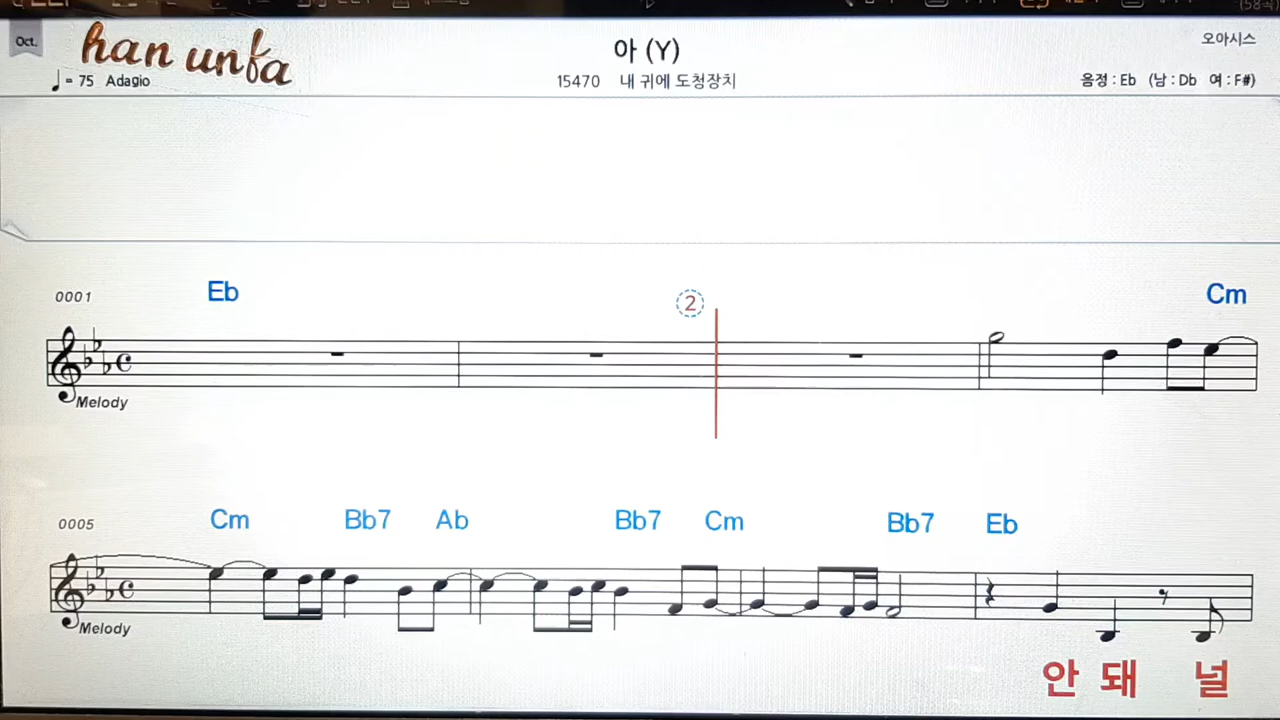 Oct.
han unfa
아 (Y)
오아시스
= 75 Adagio
15470 내 귀에 도청장치
음정 : Eb (남 : Db 여 : F#)
0001
Eb
2
Cm
Melody
0005
Cm Bb7 Ab Bb7 Cm Bb7 Eb
Melody
안 돼 널